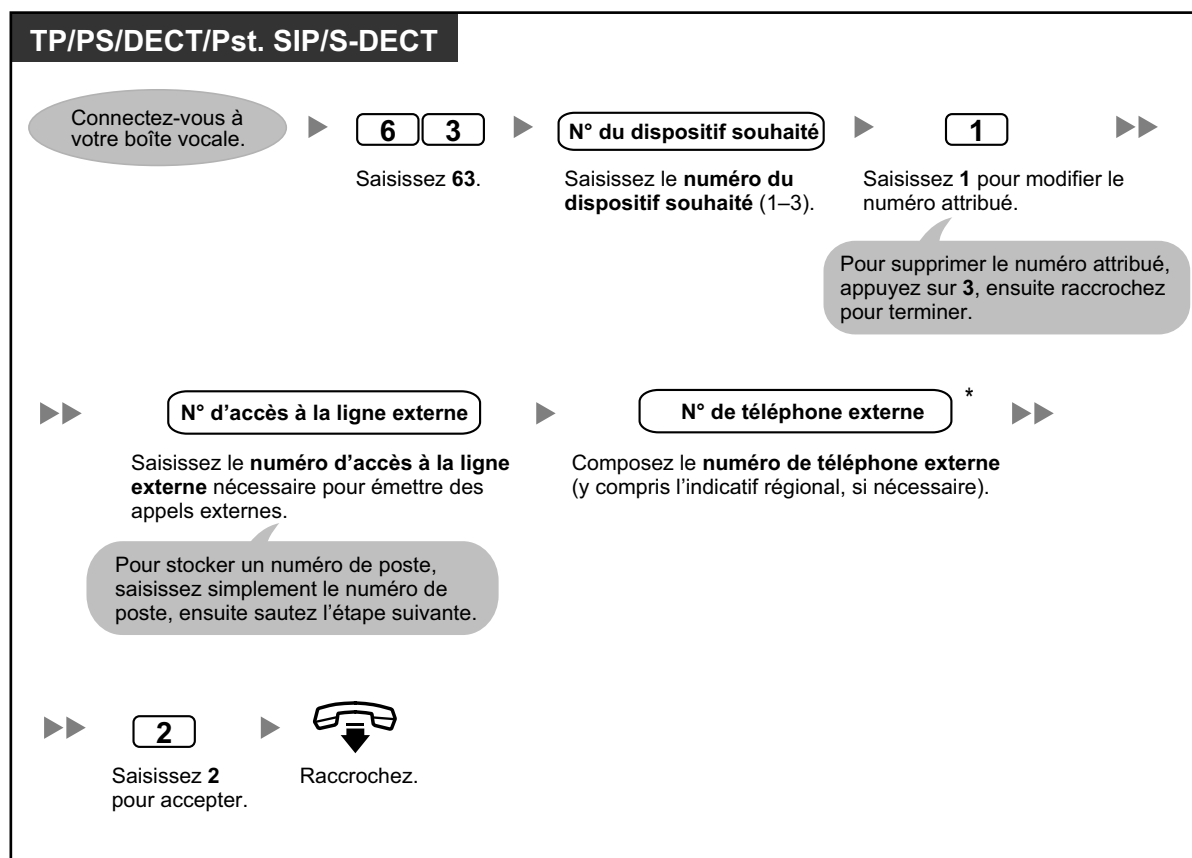 TP/PS/DECT/Pst. SIP/S-DECT
Connectez-vous à
votre boîte vocale.
6 3
N° du dispositif souhaité
1
Saisissez 63.
Saisissez le numéro du
dispositif souhaité (1–3).
Saisissez 1 pour modifier le
numéro attribué.
Pour supprimer le numéro attribué,
appuyez sur 3, ensuite raccrochez
pour terminer.
N° d’accès à la ligne externe
N° de téléphone externe *
Saisissez le numéro d’accès à la ligne
externe nécessaire pour émettre des
appels externes.
Composez le numéro de téléphone externe
(y compris l’indicatif régional, si nécessaire).
Pour stocker un numéro de poste,
saisissez simplement le numéro de
poste, ensuite sautez l’étape suivante.
2
Saisissez 2
pour accepter.
Raccrochez.